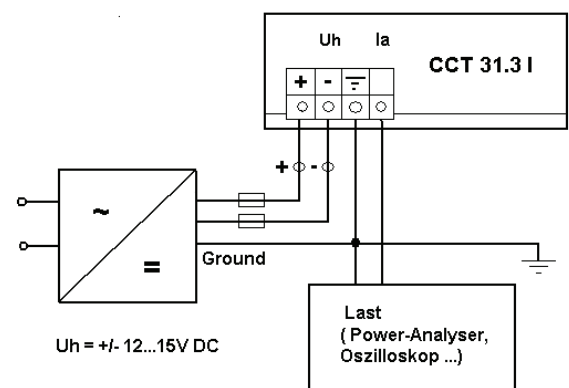 Uh Ia
CCT 31.3 I
+ -
+ -
~
=
Ground
Last
( Power-Analyser,
Oszilloskop ...)
Uh = +/- 12...15V DC